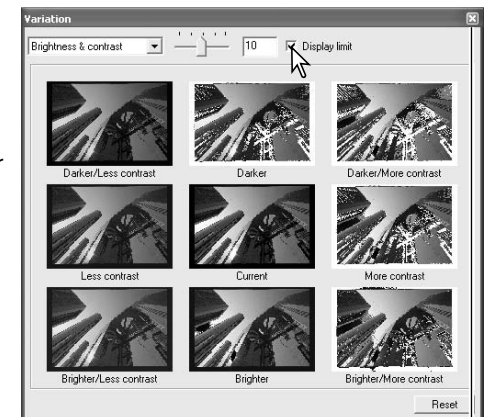 Variation
Brightness & contrast 10 Display limit
Darker/Less contrast Darker Darker/More contrast
Less contrast Current More contrast
Brighter/Less contrast Brighter Brighter/More contrast
Reset